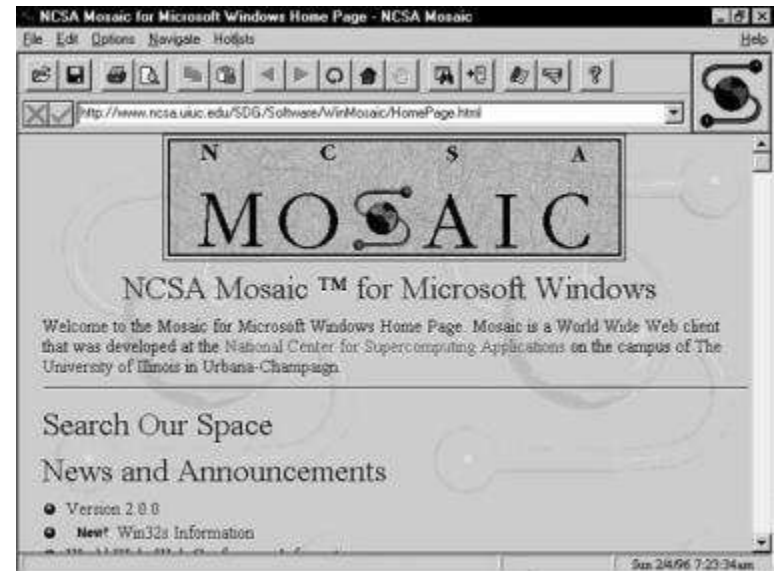 NCSA Mosaic for Microsoft Windows Home Page - NCSA Mosaic
File Edit Options Navigate Hotlists Help
http://www.ncsa.uiuc.edu/SDG/Software/WinMosaic/HomePage.html
N C S A
MOSAIC
NCSA Mosaic ™ for Microsoft Windows
Welcome to the Mosaic for Microsoft Windows Home Page. Mosaic is a World Wide Web client
that was developed at the National Center for Supercomputing Applications on the campus of The
University of Illinois in Urbana-Champaign.
Search Our Space
News and Announcements
Version 2.0.0
New! Win32s Information
Sun 2/4/96 7:23:34am